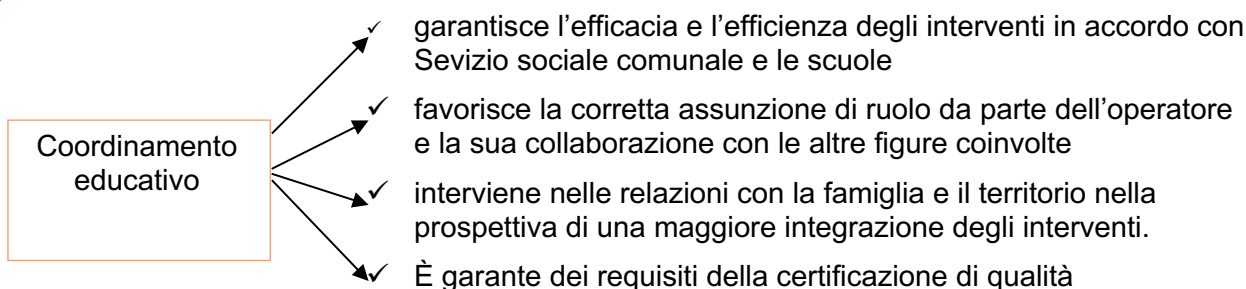 ✓ garantisce l’efficacia e l’efficienza degli interventi in accordo con
Sevizio sociale comunale e le scuole
✓ favorisce la corretta assunzione di ruolo da parte dell’operatore
e la sua collaborazione con le altre figure coinvolte
Coordinamento
educativo
✓ interviene nelle relazioni con la famiglia e il territorio nella
prospettiva di una maggiore integrazione degli interventi.
✓ È garante dei requisiti della certificazione di qualità